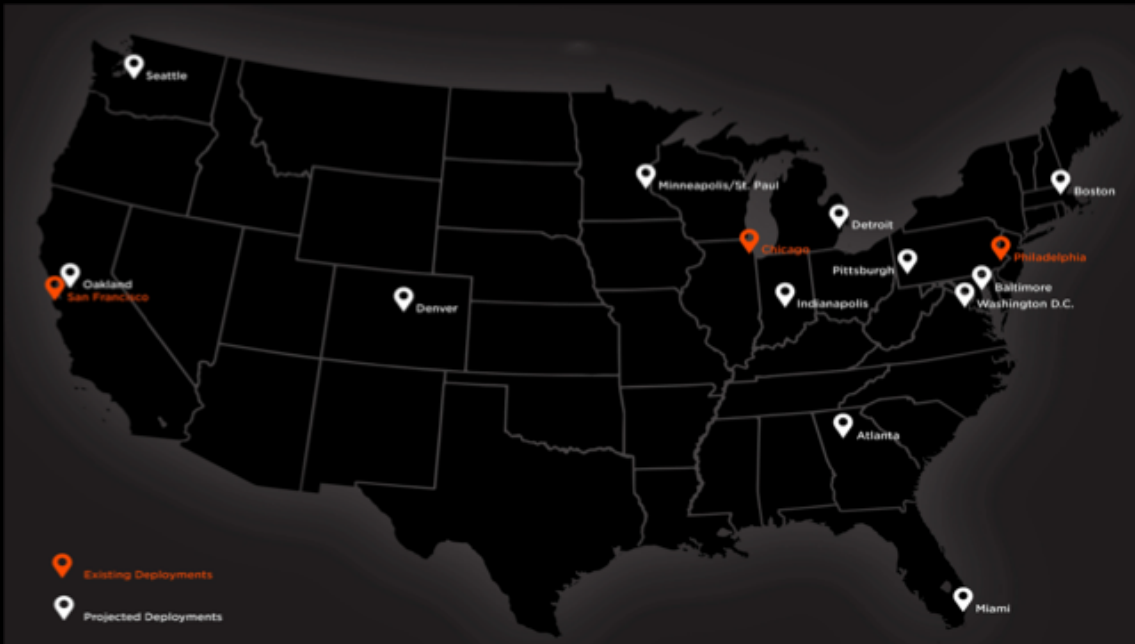 Seattle
Minneapolis/St. Paul
Boston
Detroit
Chicago
Philadelphia
Pittsburgh
Oakland
San Francisco
Baltimore
Washington D.C.
Indianapolis
Denver
Atlanta
Existing Deployments
Projected Deployments
Miami